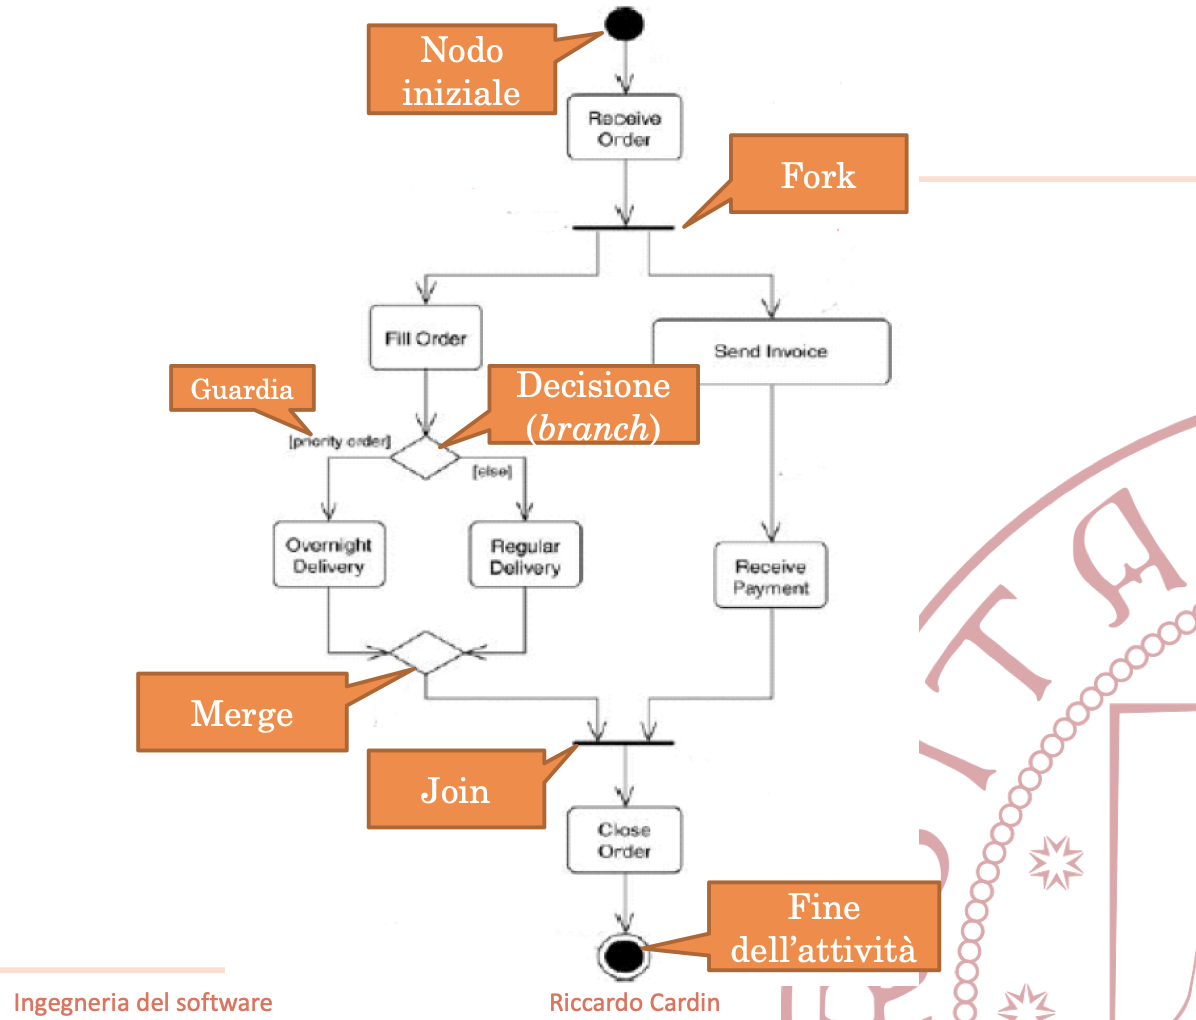 Nodo
iniziale
Receive
Order
Fork
Fill Order
Send Invoice
Guardia
Decisione
(branch)
[priority order]
[else]
Overnight
Delivery
Regular
Delivery
Receive
Payment
Merge
Join
Close
Order
Fine
dell'attività
Ingegneria del software
Riccardo Cardin